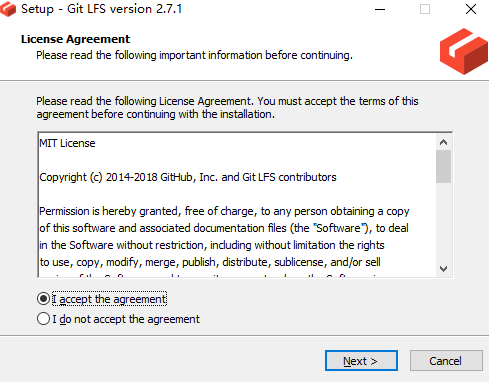 Setup - Git LFS version 2.7.1
License Agreement
Please read the following important information before continuing.
Please read the following License Agreement. You must accept the terms of this
agreement before continuing with the installation.
MIT License
Copyright (c) 2014-2018 GitHub, Inc. and Git LFS contributors
Permission is hereby granted, free of charge, to any person obtaining a copy
of this software and associated documentation files (the "Software"), to deal
in the Software without restriction, including without limitation the rights
to use, copy, modify, merge, publish, distribute, sublicense, and/or sell
I accept the agreement
I do not accept the agreement
Next >
Cancel